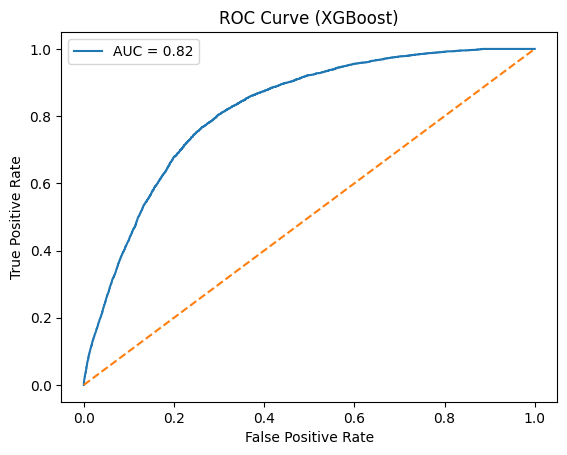 ROC Curve (XGBoost)
AUC = 0.82
True Positive Rate
1.0
0.8
0.6
0.4
0.2
0.0
0.0 0.2 0.4 0.6 0.8 1.0
False Positive Rate